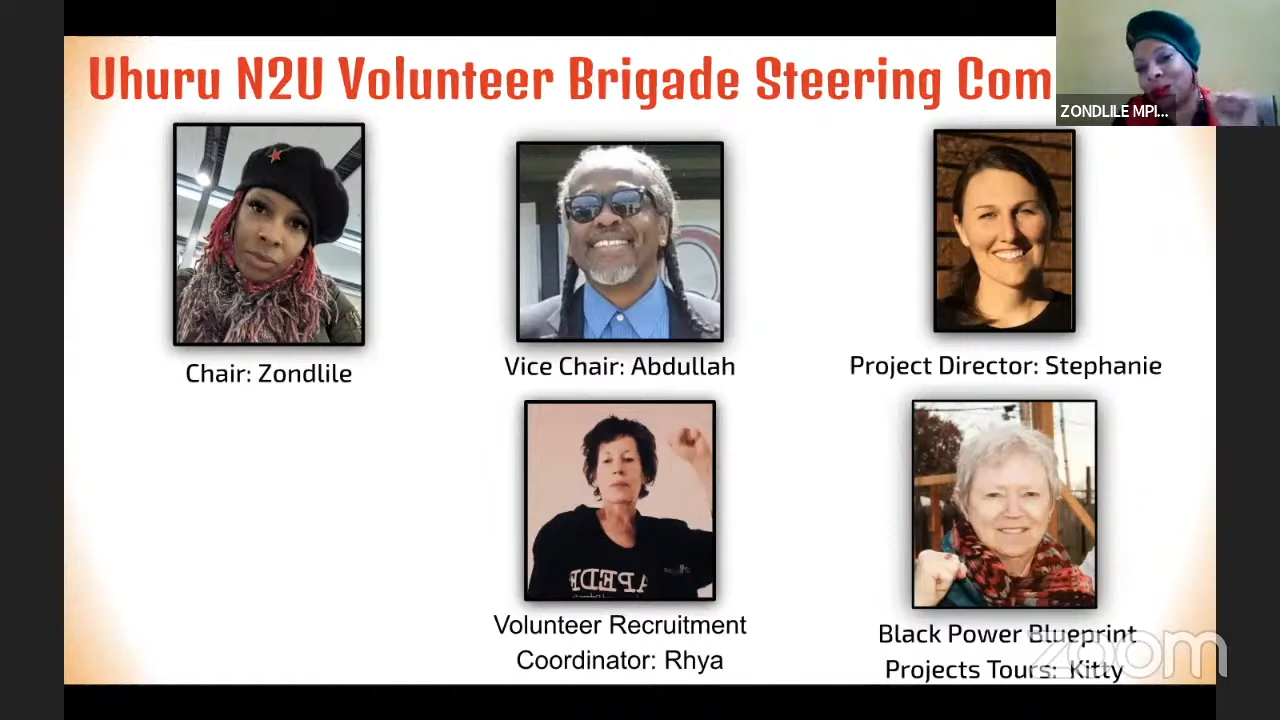 Uhuru N2U Volunteer Brigade Steering Com
ZONDLILE MPI...
Chair: Zondlile
Vice Chair: Abdullah
Project Director: Stephanie
APEDF
Volunteer Recruitment
Coordinator: Rhya
Black Power Blueprint
Projects Tours: Kitty
zoom